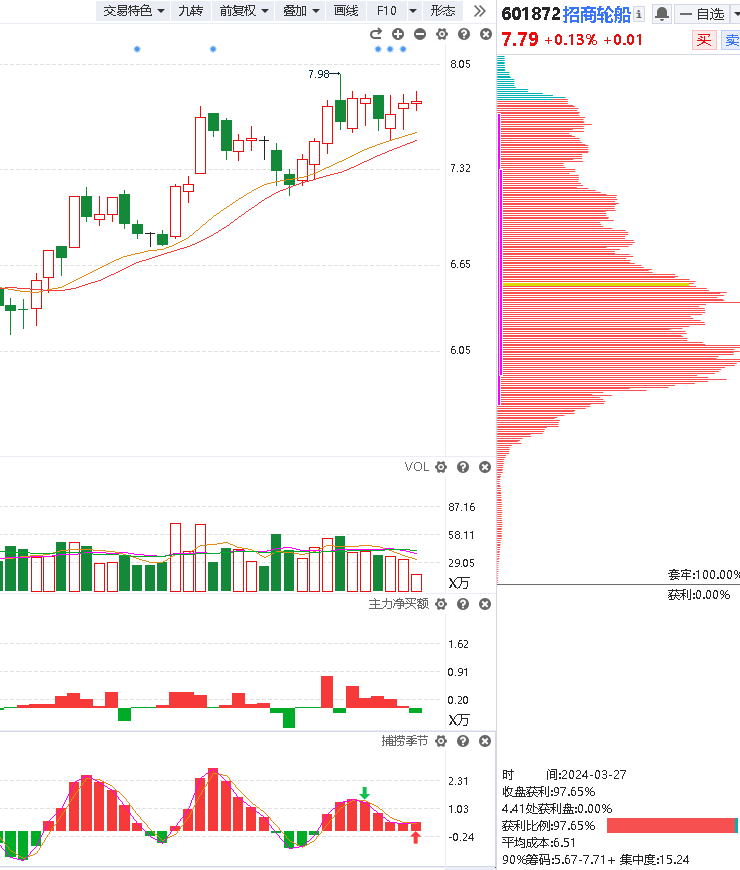 交易特色 九转 前复权 叠加 画线 F10 形态
601872 招商轮船 自选
7.79 +0.13% +0.01 买 卖
8.05
7.98
7.32
6.65
6.05
VOL
87.16
58.11
29.05
X万
套牢:100.00%
获利:0.00%
主力净买额
1.62
0.91
0.20
X万
捕捞季节
2.31
1.03
-0.24
时 间:2024-03-27
收盘获利:97.65%
4.41处获利盘:0.00%
获利比例:97.65%
平均成本:6.51
90%筹码:5.67-7.71+ 集中度:15.24